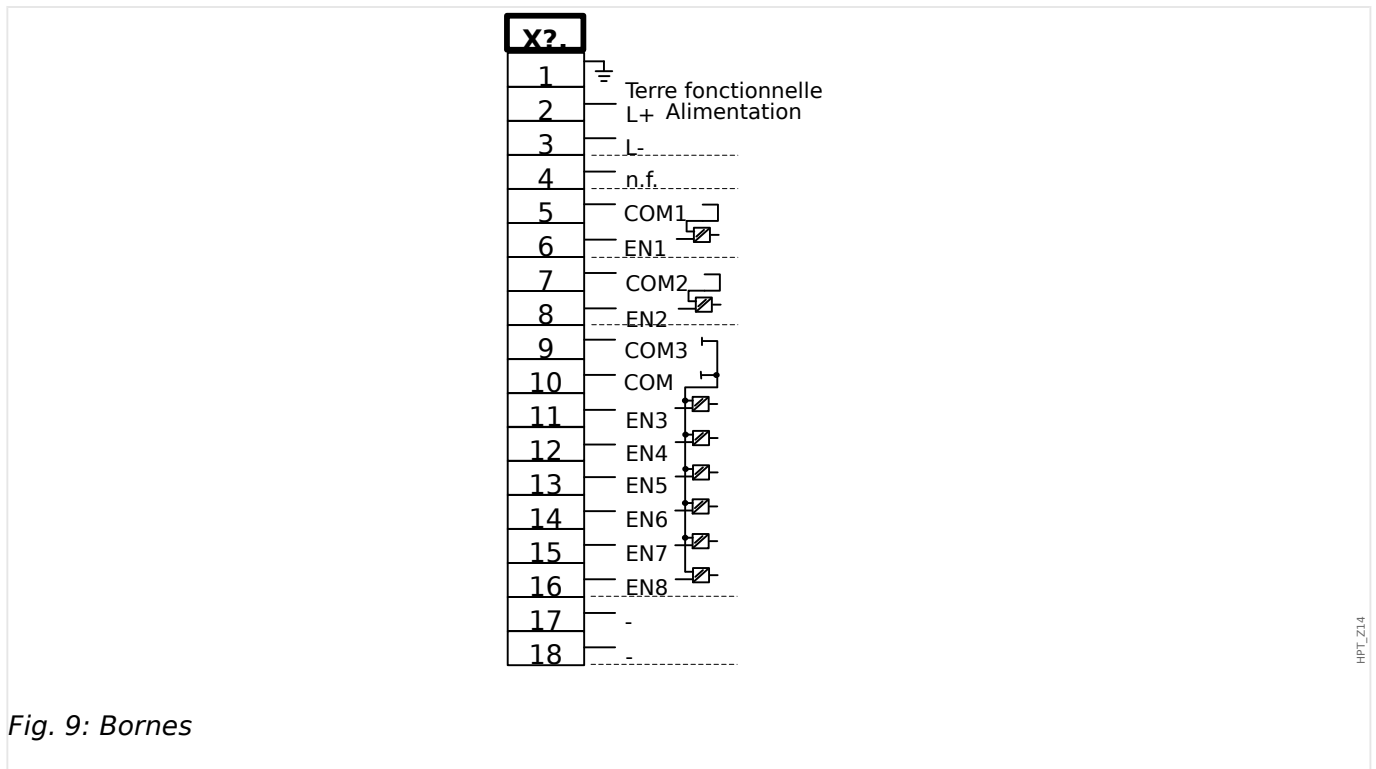 X?.
1
Terre fonctionnelle
2 L+ Alimentation
3 L-
4 n.f.
5 COM1
6 EN1
7 COM2
8 EN2
9 COM3
10 COM
11 EN3
12 EN4
13 EN5
14 EN6
15 EN7
16 EN8
17 -
18 -
HPT_Z14
Fig. 9: Bornes